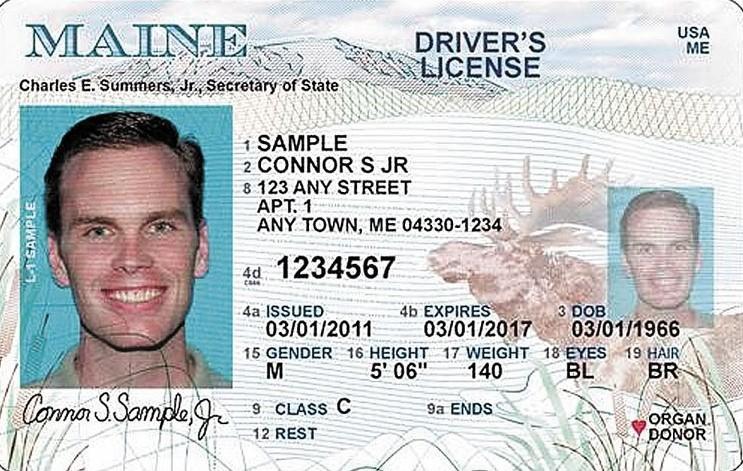 MAINE
DRIVER'S
LICENSE
USA
ME
Charles E. Summers, Jr., Secretary of State
1 SAMPLE
2 CONNOR S JR
8 123 ANY STREET
APT. 1
ANY TOWN, ME 04330-1234
L-1 SAMPLE
4d 1234567
4a ISSUED 4b EXPIRES 3 DOB
03/01/2011 03/01/2017 03/01/1966
15 GENDER 16 HEIGHT 17 WEIGHT 18 EYES 19 HAIR
M 5' 06" 140 BL BR
Connor S. Sample, Jr
9 CLASS C 9a ENDS
12 REST
ORGAN
DONOR